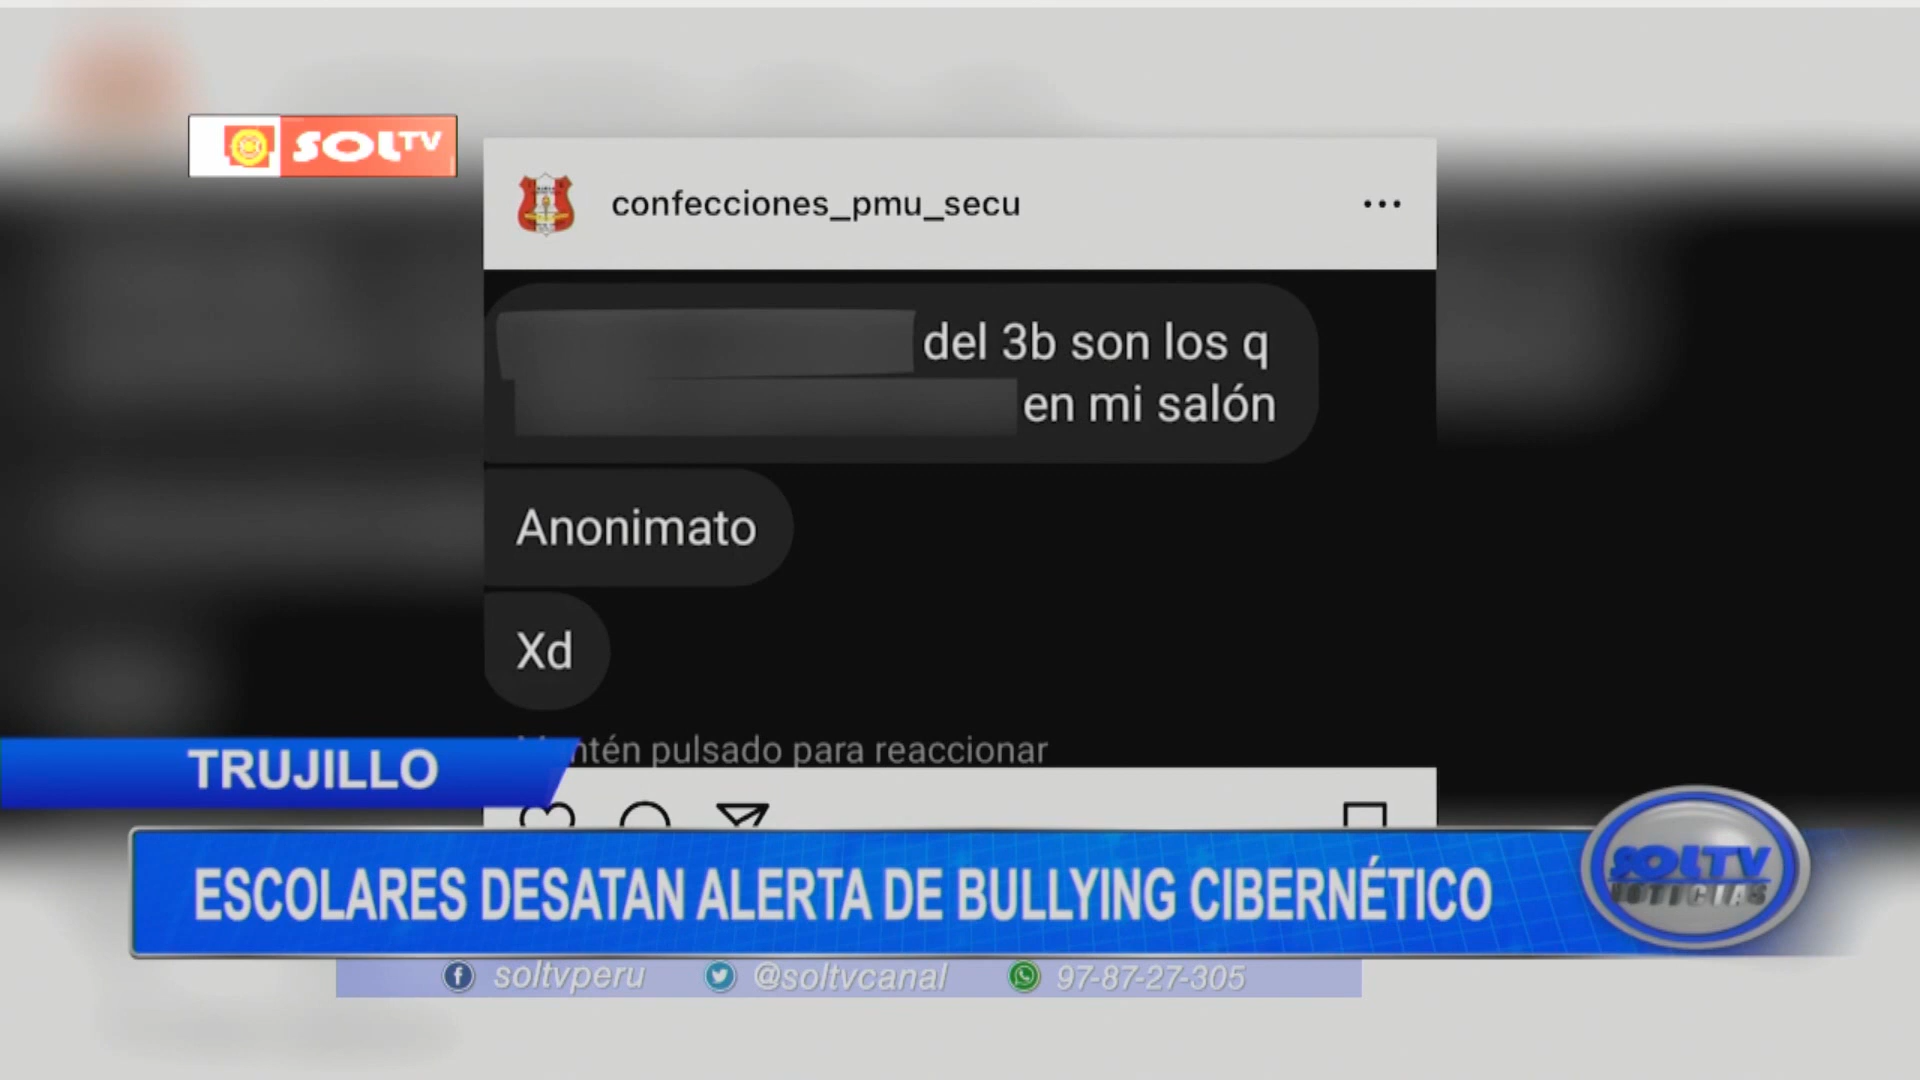 SOLTV
confecciones_pmu_secu
del 3b son los q
en mi salón
Anonimato
Xd
pulsado para reaccionar
TRUJILLO
ESCOLARES DESATAN ALERTA DE BULLYING CIBERNÉTICO
SOLTV
NOTICIAS
soltvperu @soltvcanal 97-87-27-305